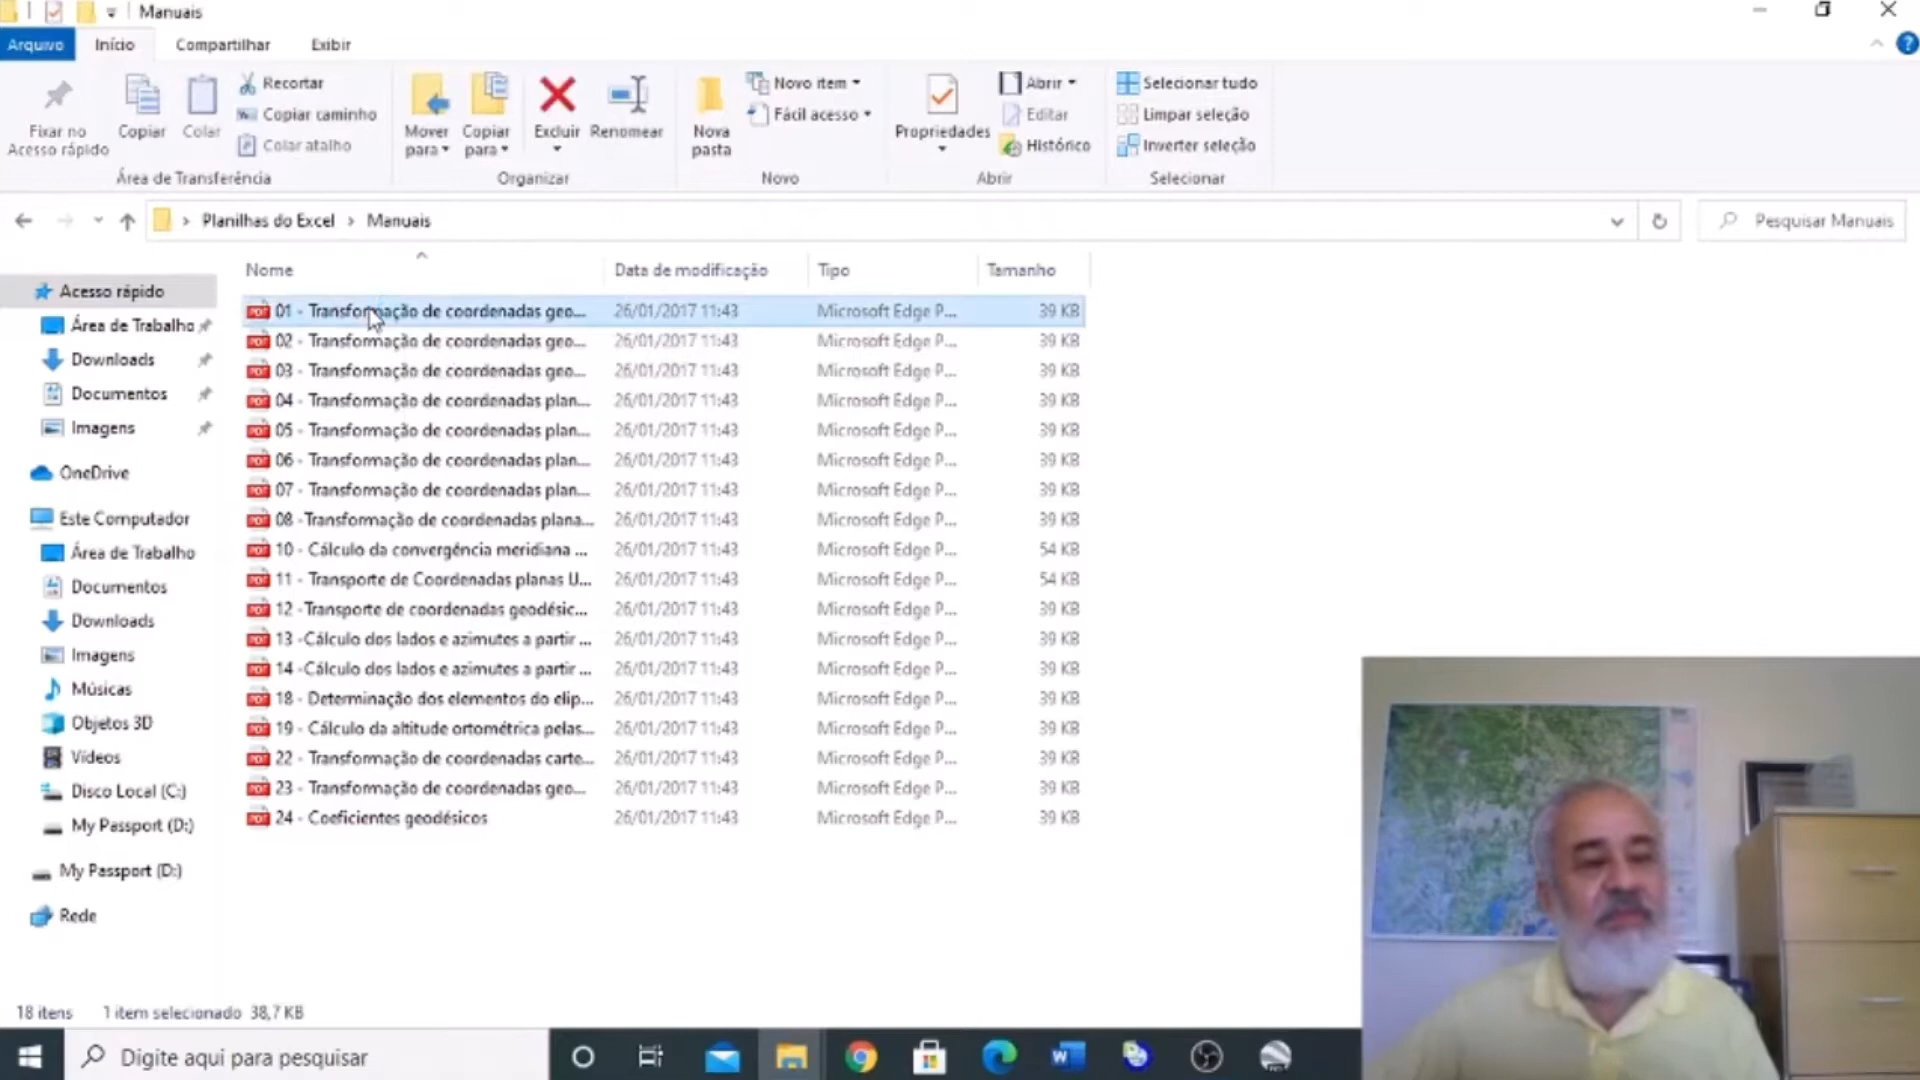 Manuais
Arquivo Início Compartilhar Exibir
Fixar no Acesso rápido
Copiar
Colar
Recortar
Copiar caminho
Colar atalho
Área de Transferência
Mover para
Copiar para
Excluir
Renomear
Organizar
Nova pasta
Novo item
Fácil acesso
Novo
Propriedades
Abrir
Editar
Histórico
Abrir
Selecionar tudo
Limpar seleção
Inverter seleção
Selecionar
Planilhas do Excel > Manuais
Pesquisar Manuais
Acesso rápido
Área de Trabalho
Downloads
Documentos
Imagens
OneDrive
Este Computador
Área de Trabalho
Documentos
Downloads
Imagens
Músicas
Objetos 3D
Vídeos
Disco Local (C:)
My Passport (D:)
My Passport (D:)
Rede
Nome Data de modificação Tipo Tamanho
01 - Transformação de coordenadas geo... 26/01/2017 11:43 Microsoft Edge P... 39 KB
02 - Transformação de coordenadas geo... 26/01/2017 11:43 Microsoft Edge P... 39 KB
03 - Transformação de coordenadas geo... 26/01/2017 11:43 Microsoft Edge P... 39 KB
04 - Transformação de coordenadas plan... 26/01/2017 11:43 Microsoft Edge P... 39 KB
05 - Transformação de coordenadas plan... 26/01/2017 11:43 Microsoft Edge P... 39 KB
06 - Transformação de coordenadas plan... 26/01/2017 11:43 Microsoft Edge P... 39 KB
07 - Transformação de coordenadas plan... 26/01/2017 11:43 Microsoft Edge P... 39 KB
08 -Transformação de coordenadas plana... 26/01/2017 11:43 Microsoft Edge P... 39 KB
10 - Cálculo da convergência meridiana ... 26/01/2017 11:43 Microsoft Edge P... 54 KB
11 - Transporte de Coordenadas planas U... 26/01/2017 11:43 Microsoft Edge P... 54 KB
12 -Transporte de coordenadas geodésic... 26/01/2017 11:43 Microsoft Edge P... 39 KB
13 -Cálculo dos lados e azimutes a partir ... 26/01/2017 11:43 Microsoft Edge P... 39 KB
14 -Cálculo dos lados e azimutes a partir ... 26/01/2017 11:43 Microsoft Edge P... 39 KB
18 - Determinação dos elementos do elip... 26/01/2017 11:43 Microsoft Edge P... 39 KB
19 - Cálculo da altitude ortométrica pelas... 26/01/2017 11:43 Microsoft Edge P... 39 KB
22 - Transformação de coordenadas carte... 26/01/2017 11:43 Microsoft Edge P... 39 KB
23 - Transformação de coordenadas geo... 26/01/2017 11:43 Microsoft Edge P... 39 KB
24 - Coeficientes geodésicos 26/01/2017 11:43 Microsoft Edge P... 39 KB
18 itens 1 item selecionado 38,7 KB
Digite aqui para pesquisar